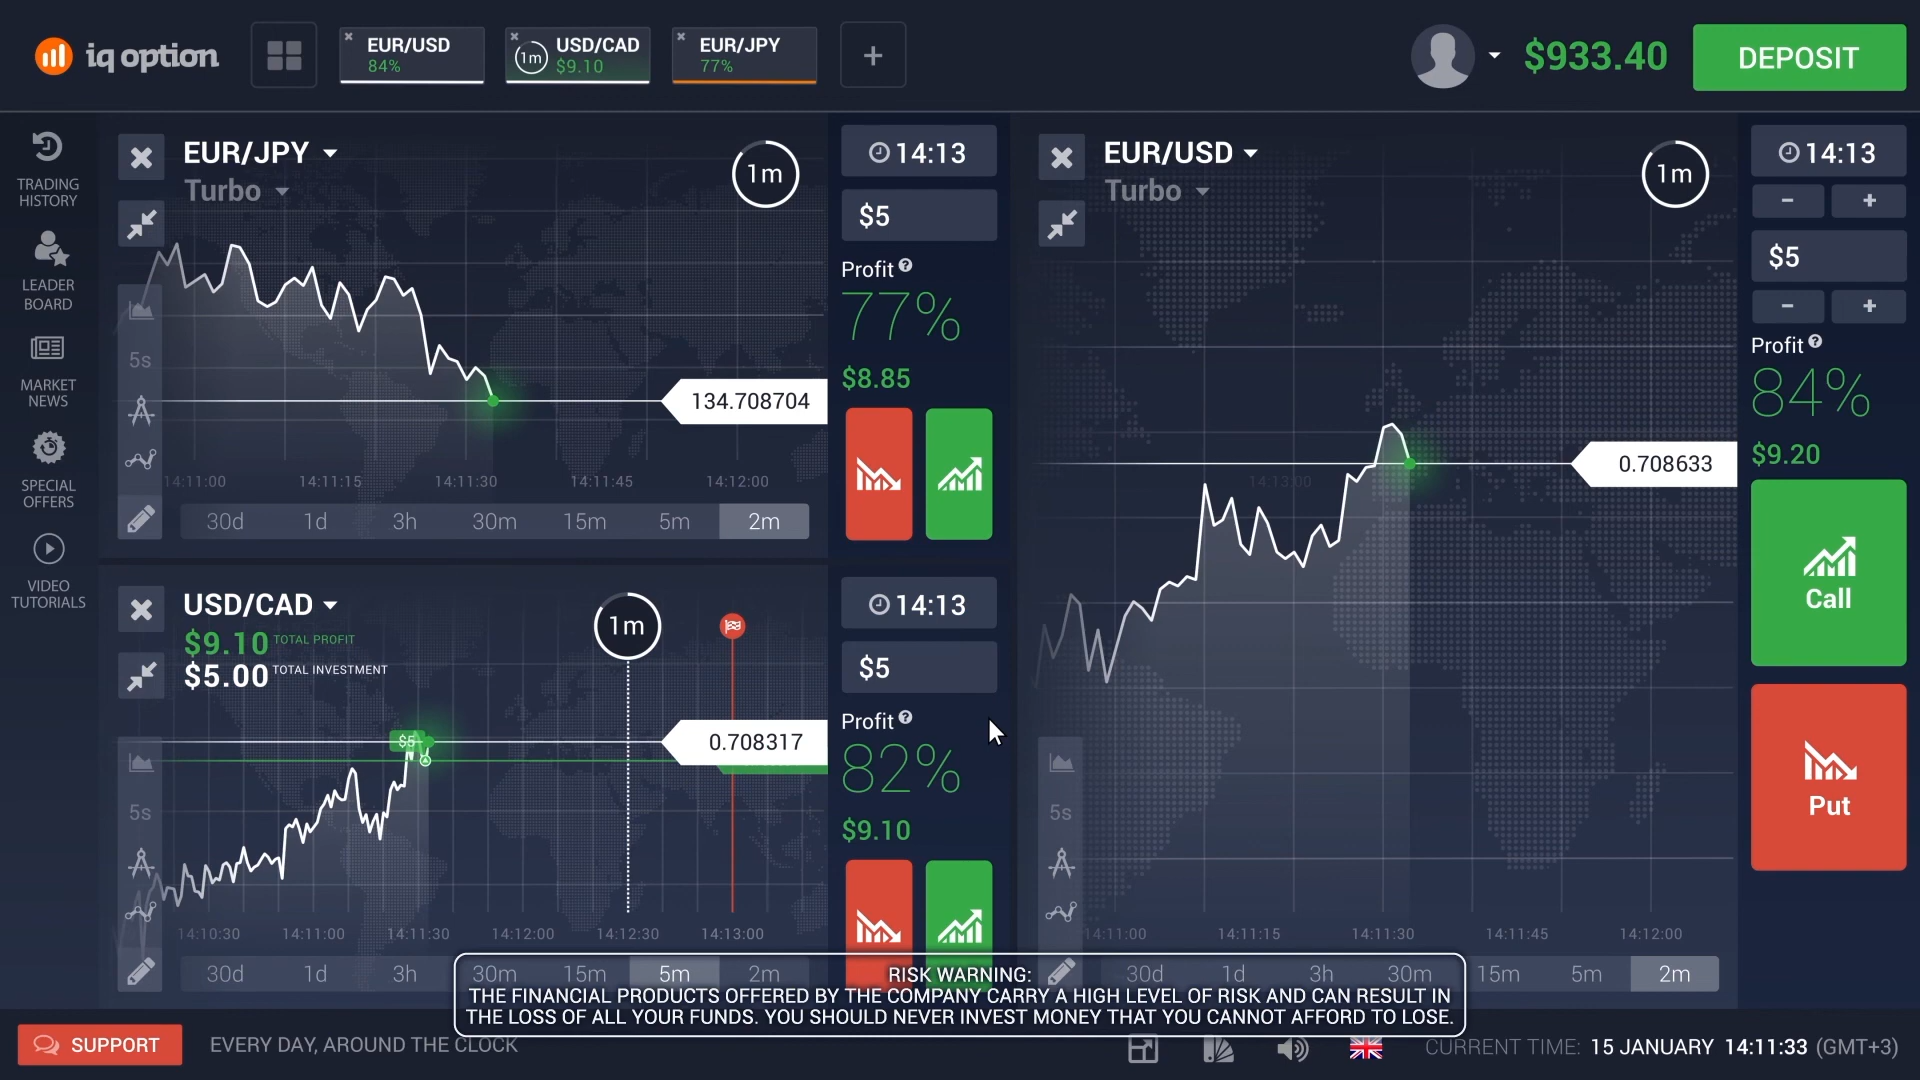 iq option
EUR/USD
84%
1m
USD/CAD
$9.10
EUR/JPY
77%
+
$933.40
DEPOSIT
TRADING
HISTORY
LEADER
BOARD
MARKET
NEWS
SPECIAL
OFFERS
VIDEO
TUTORIALS
EUR/JPY
Turbo
1m
5s
134.708704
14:11:00 14:11:15 14:11:30 14:11:45 14:12:00
30d 1d 3h 30m 15m 5m 2m
14:13
$5
Profit ?
77%
$8.85
USD/CAD
$9.10 TOTAL PROFIT
$5.00 TOTAL INVESTMENT
1m
$5
0.708317
5s
14:10:30 14:11:00 14:11:30 14:12:00 14:12:30 14:13:00
30d 1d 3h 30m 15m 5m 2m
14:13
$5
Profit ?
82%
$9.10
EUR/USD
Turbo
1m
14:13:00
0.708633
5s
14:11:00 14:11:15 14:11:30 14:11:45 14:12:00
30d 1d 3h 30m 15m 5m 2m
14:13
- +
$5
- +
Profit ?
84%
$9.20
Call
Put
RISK WARNING:
THE FINANCIAL PRODUCTS OFFERED BY THE COMPANY CARRY A HIGH LEVEL OF RISK AND CAN RESULT IN
THE LOSS OF ALL YOUR FUNDS. YOU SHOULD NEVER INVEST MONEY THAT YOU CANNOT AFFORD TO LOSE.
SUPPORT
EVERY DAY, AROUND THE CLOCK
CURRENT TIME: 15 JANUARY 14:11:33 (GMT+3)